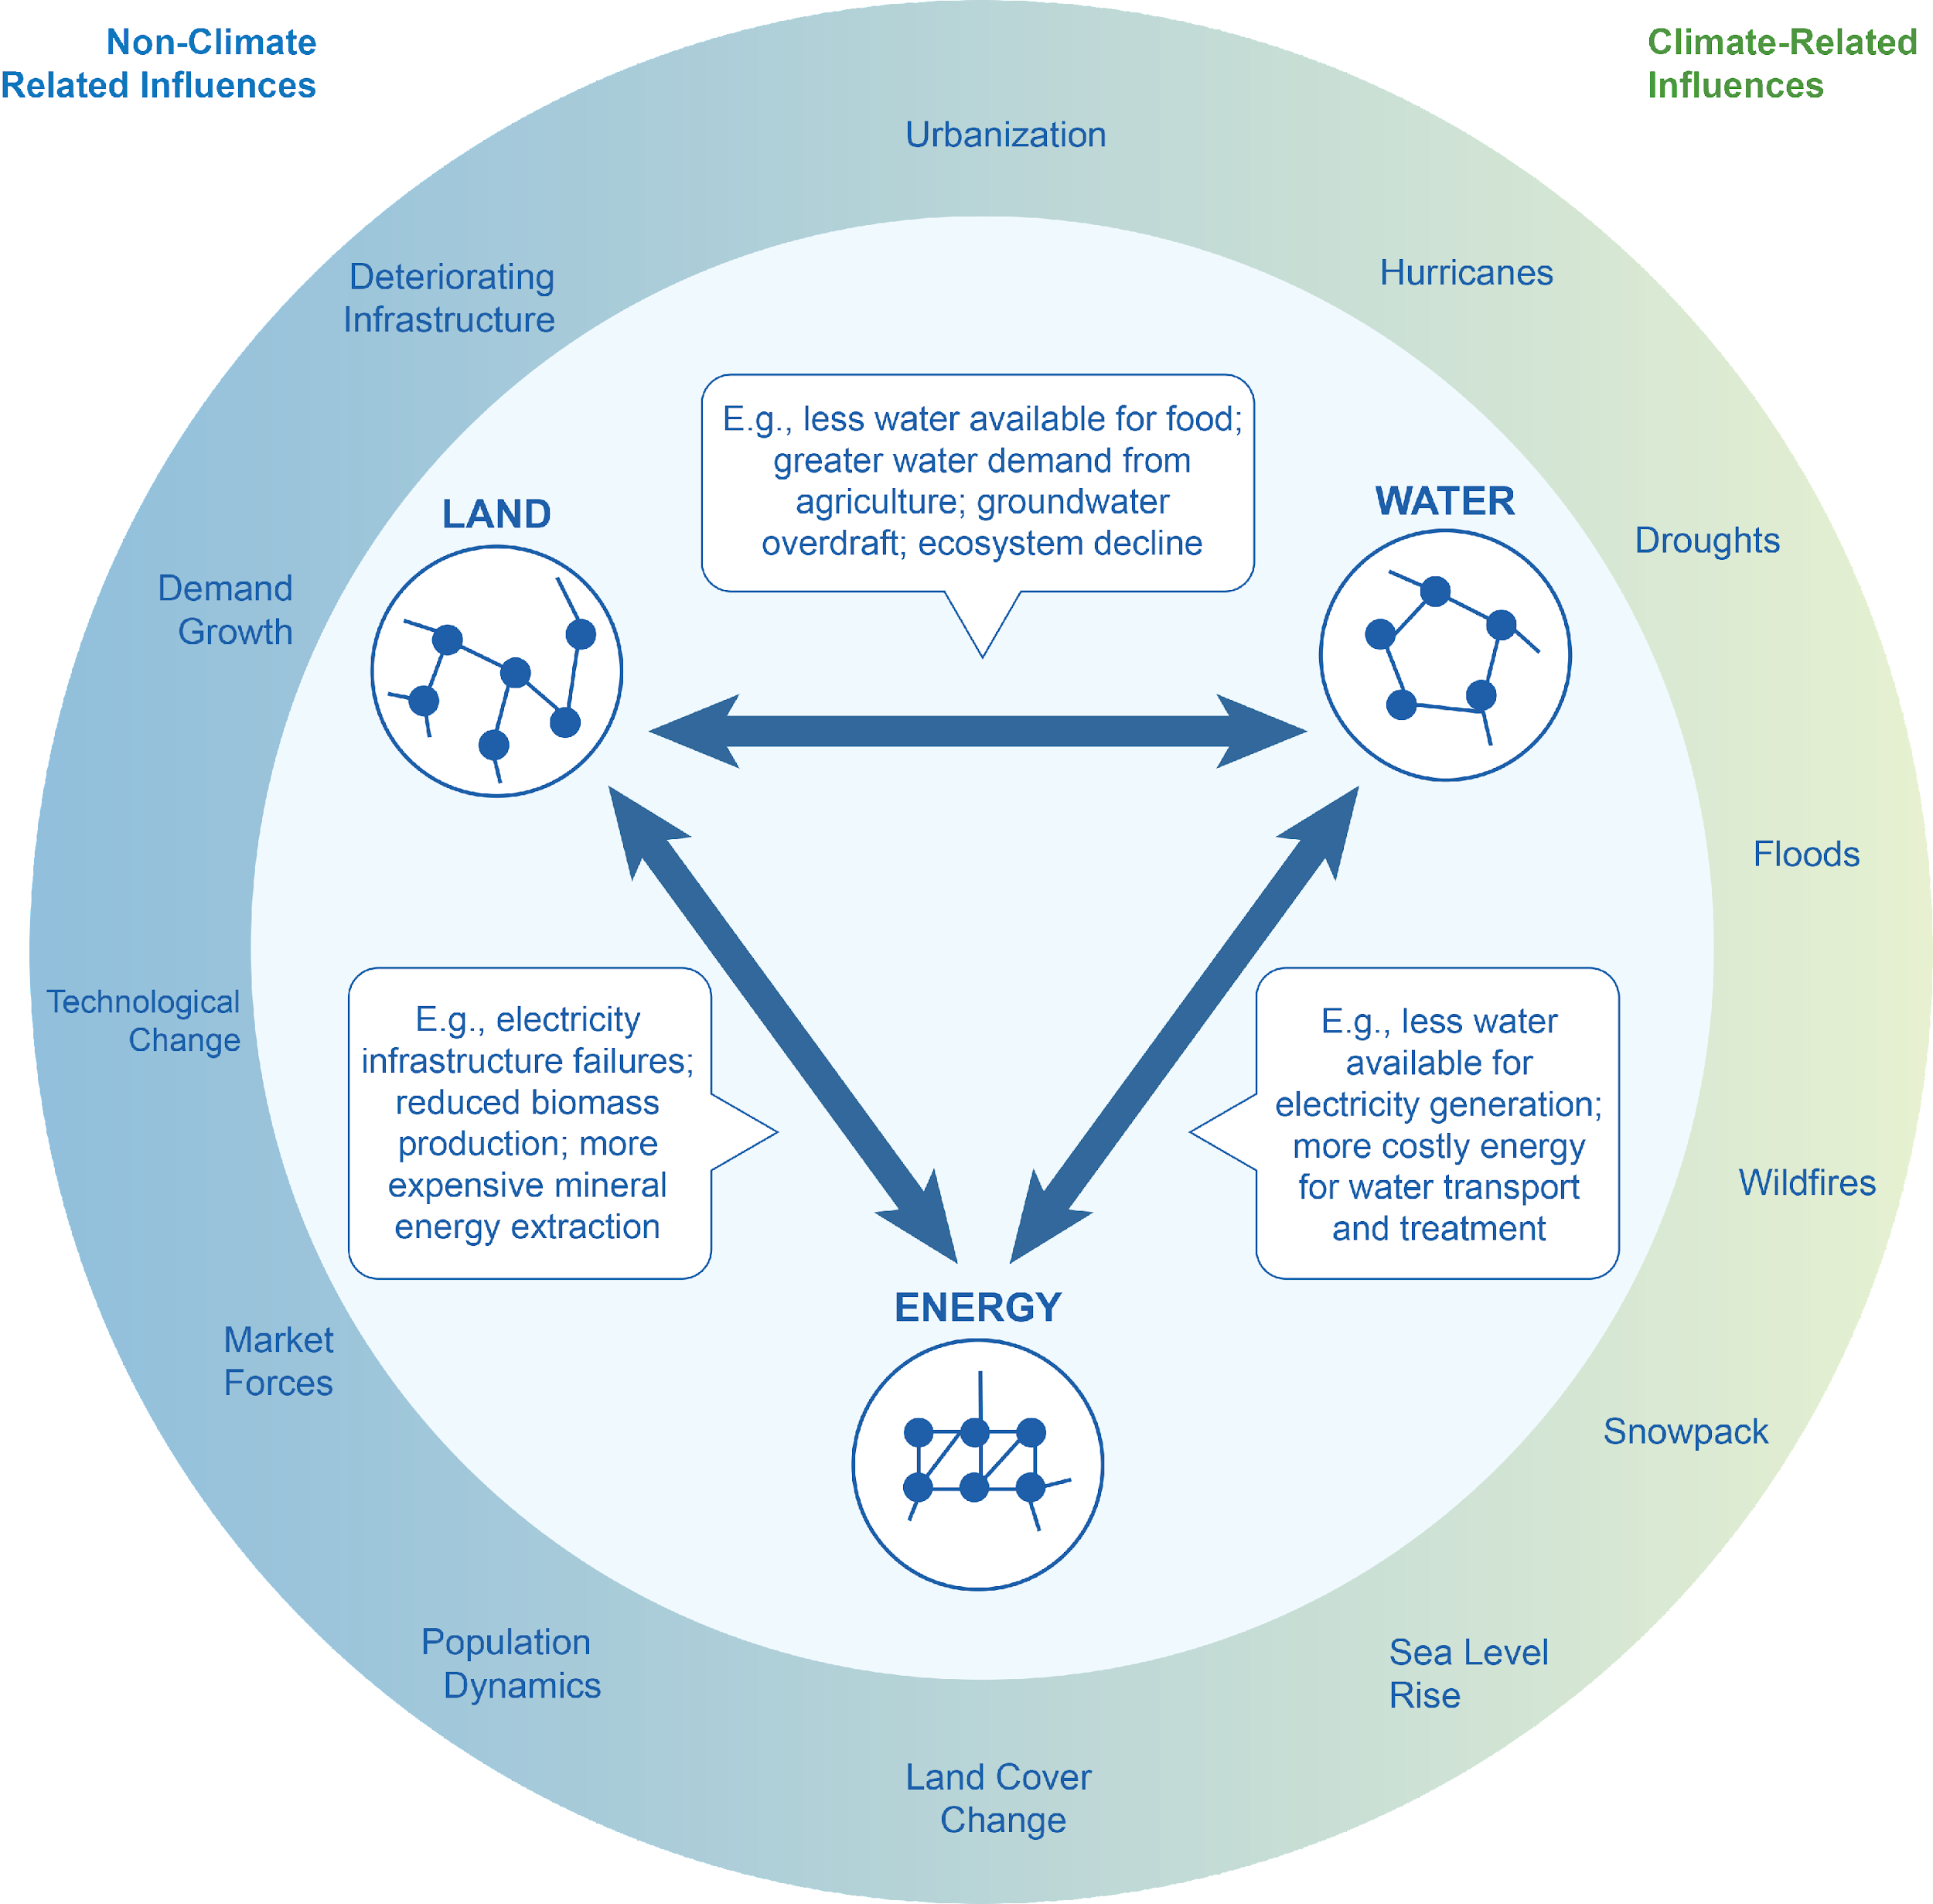 Non-Climate
Related Influences
Climate-Related
Influences
Urbanization
Deteriorating
Infrastructure
Hurricanes
E.g., less water available for food;
greater water demand from
agriculture; groundwater
overdraft; ecosystem decline
LAND
WATER
Droughts
Demand
Growth
Floods
Technological
Change
E.g., electricity
infrastructure failures;
reduced biomass
production; more
expensive mineral
energy extraction
E.g., less water
available for
electricity generation;
more costly energy
for water transport
and treatment
Wildfires
ENERGY
Market
Forces
Snowpack
Population
Dynamics
Sea Level
Rise
Land Cover
Change